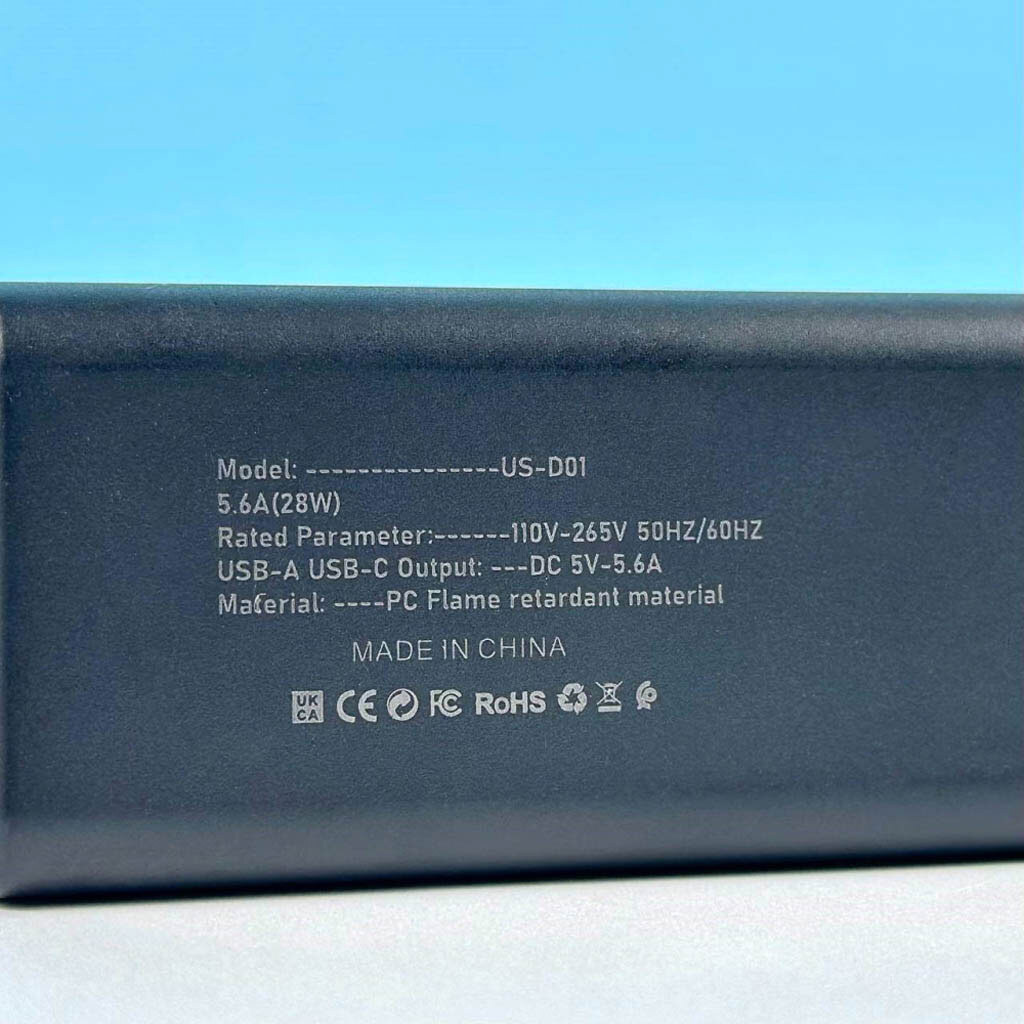 Model: ---------------US-D01
5.6A(28W)
Rated Parameter:------110V-265V 50HZ/60HZ
USB-A USB-C Output: ---DC 5V-5.6A
Material: ----PC Flame retardant material
MADE IN CHINA
UK CA CE FC RoHS